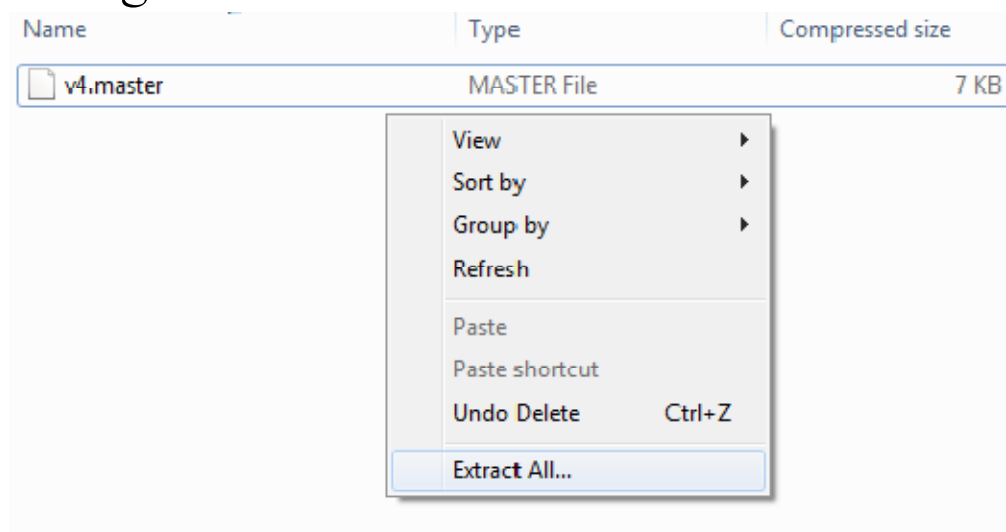 Name Type Compressed size
v4.master MASTER File 7 KB
View
Sort by
Group by
Refresh
Paste
Paste shortcut
Undo Delete Ctrl+Z
Extract All...